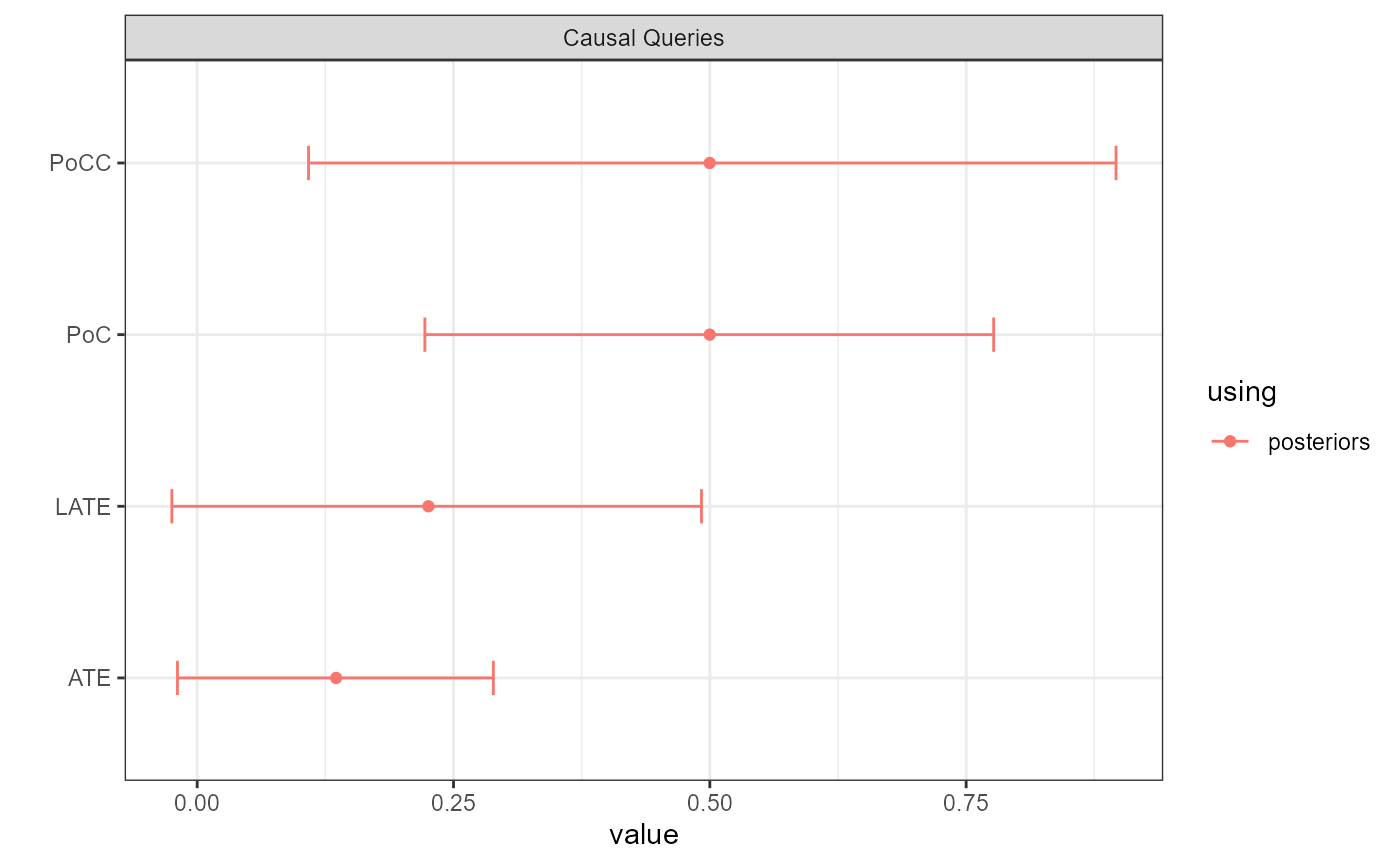 Causal Queries
PoCC
PoC
LATE
ATE
0.00 0.25 0.50 0.75
value
using
posteriors